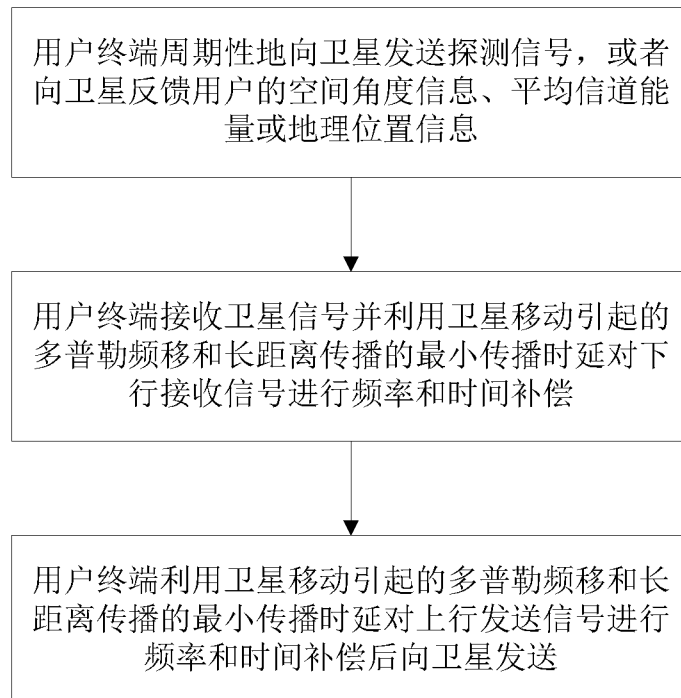 用户终端周期性地向卫星发送探测信号，或者
向卫星反馈用户的空间角度信息、平均信道能
量或地理位置信息
用户终端接收卫星信号并利用卫星移动引起的
多普勒频移和长距离传播的最小传播时延对下
行接收信号进行频率和时间补偿
用户终端利用卫星移动引起的多普勒频移和长
距离传播的最小传播时延对上行发送信号进行
频率和时间补偿后向卫星发送